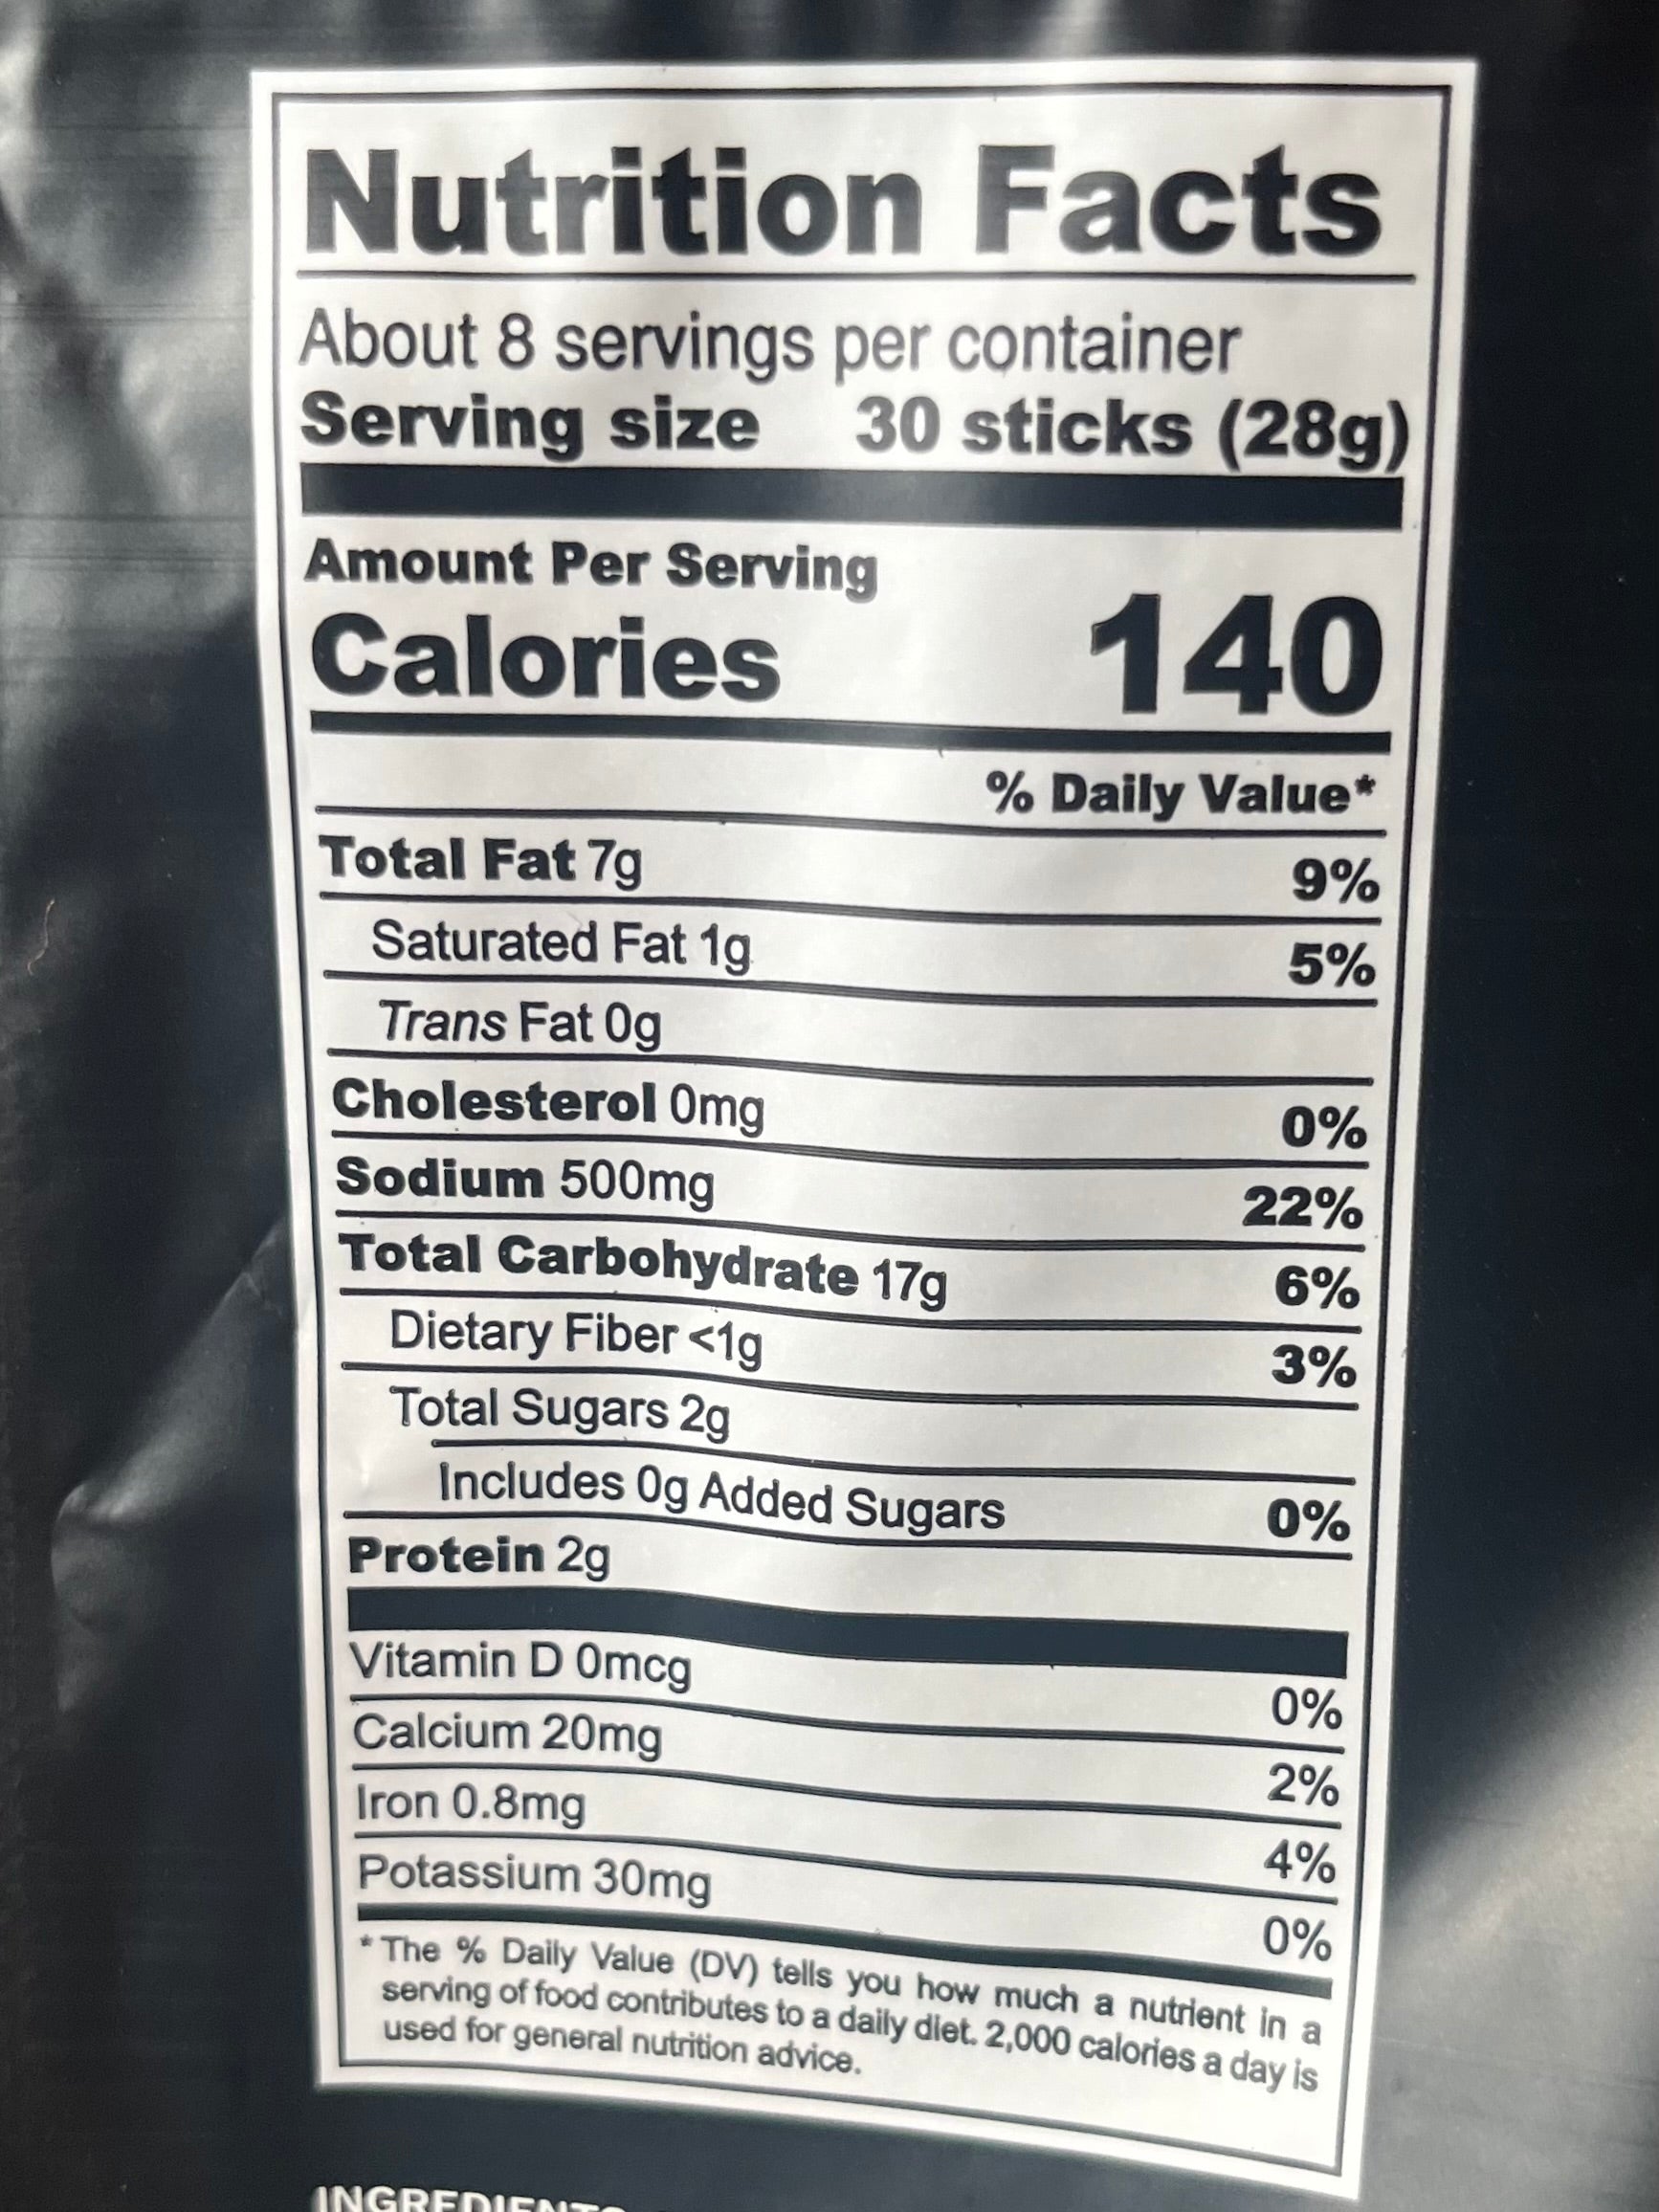 Nutrition Facts
About 8 servings per container
Serving size 30 sticks (28g)
Amount Per Serving
Calories 140
% Daily Value*
Total Fat 7g 9%
Saturated Fat 1g 5%
Trans Fat 0g
Cholesterol 0mg 0%
Sodium 500mg 22%
Total Carbohydrate 17g 6%
Dietary Fiber <1g 3%
Total Sugars 2g
Includes 0g Added Sugars 0%
Protein 2g
Vitamin D 0mcg 0%
Calcium 20mg 2%
Iron 0.8mg 4%
Potassium 30mg 0%
* The % Daily Value (DV) tells you how much a nutrient in a
serving of food contributes to a daily diet. 2,000 calories a day is
used for general nutrition advice.